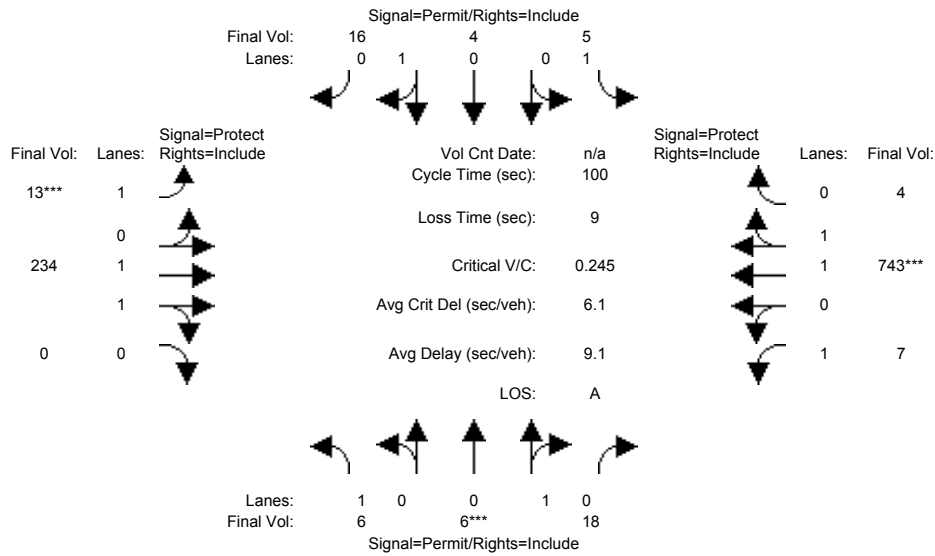 Signal=Permit/Rights=Include
Final Vol: 16 4 5
Lanes: 0 1 0 0 1
Signal=Protect
Final Vol: Lanes: Rights=Include
Vol Cnt Date: n/a
Signal=Protect
Rights=Include Lanes: Final Vol:
Cycle Time (sec): 100
13*** 1
0 4
Loss Time (sec): 9
0
1
234 1
Critical V/C: 0.245
1 743***
1
Avg Crit Del (sec/veh): 6.1
0
0 0
Avg Delay (sec/veh): 9.1
1 7
LOS: A
Lanes: 1 0 0 1 0
Final Vol: 6 6*** 18
Signal=Permit/Rights=Include